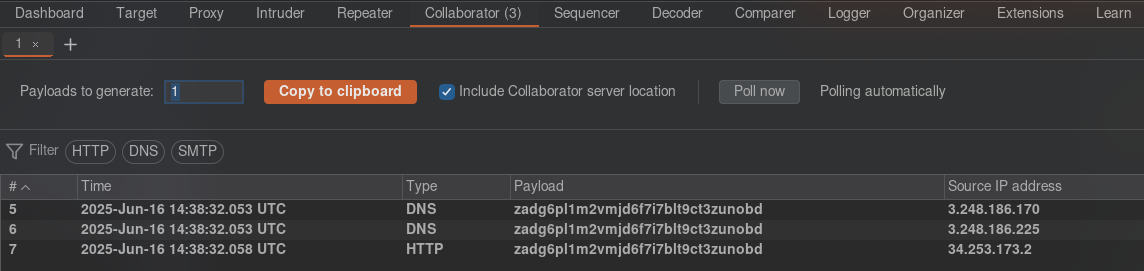 Dashboard Target Proxy Intruder Repeater Collaborator (3) Sequencer Decoder Comparer Logger Organizer Extensions Learn
1 × +
Payloads to generate: 1 Copy to clipboard Include Collaborator server location Poll now Polling automatically
Filter HTTP DNS SMTP
# Time Type Payload Source IP address
5 2025-Jun-16 14:38:32.053 UTC DNS zadg6pl1m2vmjd6f7i7blt9ct3zunobd 3.248.186.170
6 2025-Jun-16 14:38:32.053 UTC DNS zadg6pl1m2vmjd6f7i7blt9ct3zunobd 3.248.186.225
7 2025-Jun-16 14:38:32.058 UTC HTTP zadg6pl1m2vmjd6f7i7blt9ct3zunobd 34.253.173.2